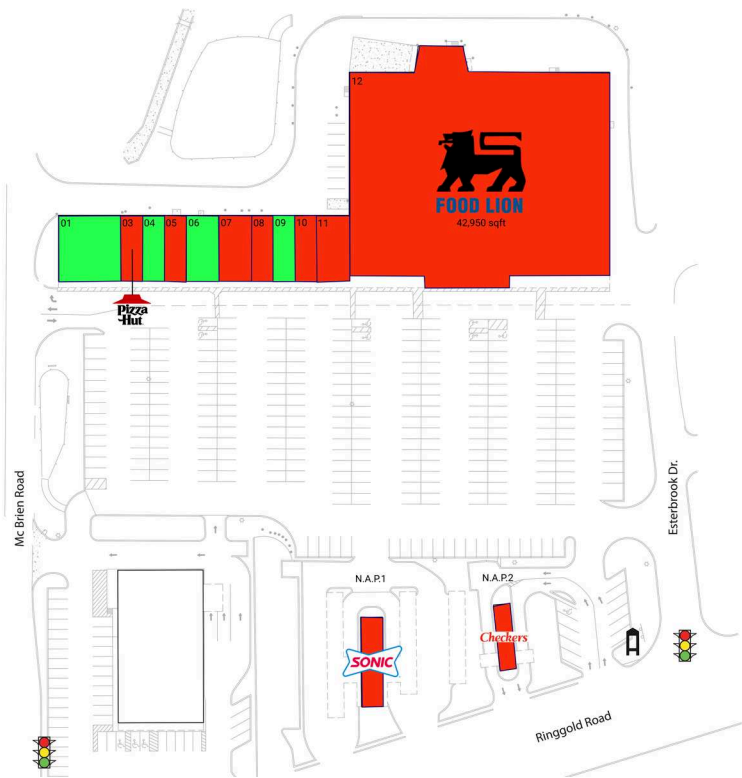 12
FOOD LION
42,950 sqft
01
03
04
05
06
07
08
09
10
11
Pizza
Hut
Mc Brien Road
Esterbrook Dr.
N.A.P.1
N.A.P.2
SONIC
Checkers
Ringgold Road